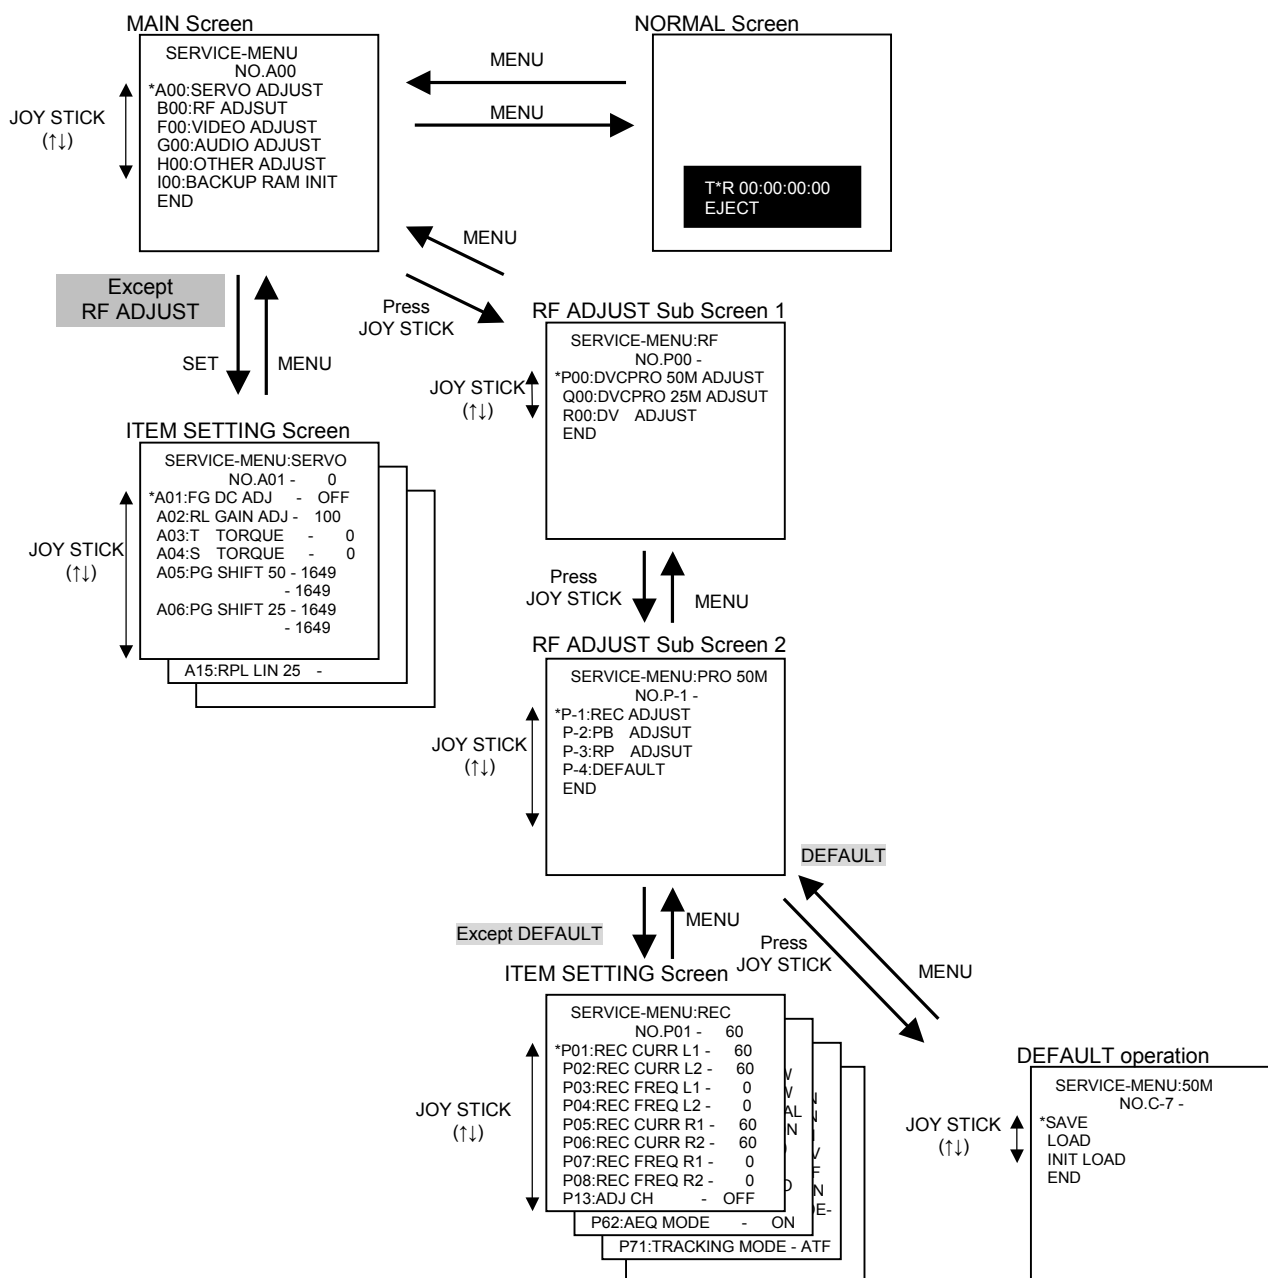 MAIN Screen
SERVICE-MENU
NO.A00
*A00:SERVO ADJUST
B00:RF ADJSUT
F00:VIDEO ADJUST
G00:AUDIO ADJUST
H00:OTHER ADJUST
I00:BACKUP RAM INIT
END
JOY STICK
(↑↓)
MENU
MENU
NORMAL Screen
T*R 00:00:00:00
EJECT
MENU
Press
JOY STICK
Except
RF ADJUST
SET
MENU
RF ADJUST Sub Screen 1
SERVICE-MENU:RF
NO.P00 -
*P00:DVCPRO 50M ADJUST
Q00:DVCPRO 25M ADJSUT
R00:DV ADJUST
END
JOY STICK
(↑↓)
ITEM SETTING Screen
SERVICE-MENU:SERVO
NO.A01 - 0
*A01:FG DC ADJ - OFF
A02:RL GAIN ADJ - 100
A03:T TORQUE - 0
A04:S TORQUE - 0
A05:PG SHIFT 50 - 1649
- 1649
A06:PG SHIFT 25 - 1649
- 1649
A15:RPL LIN 25 -
JOY STICK
(↑↓)
Press
JOY STICK
MENU
RF ADJUST Sub Screen 2
SERVICE-MENU:PRO 50M
NO.P-1 -
*P-1:REC ADJUST
P-2:PB ADJSUT
P-3:RP ADJSUT
P-4:DEFAULT
END
JOY STICK
(↑↓)
DEFAULT
Except DEFAULT
MENU
Press
JOY STICK
MENU
ITEM SETTING Screen
SERVICE-MENU:REC
NO.P01 - 60
*P01:REC CURR L1 - 60
P02:REC CURR L2 - 60
P03:REC FREQ L1 - 0
P04:REC FREQ L2 - 0
P05:REC CURR R1 - 60
P06:REC CURR R2 - 60
P07:REC FREQ R1 - 0
P08:REC FREQ R2 - 0
P13:ADJ CH - OFF
P62:AEQ MODE - ON
P71:TRACKING MODE - ATF
JOY STICK
(↑↓)
DEFAULT operation
SERVICE-MENU:50M
NO.C-7 -
*SAVE
LOAD
INIT LOAD
END
JOY STICK
(↑↓)